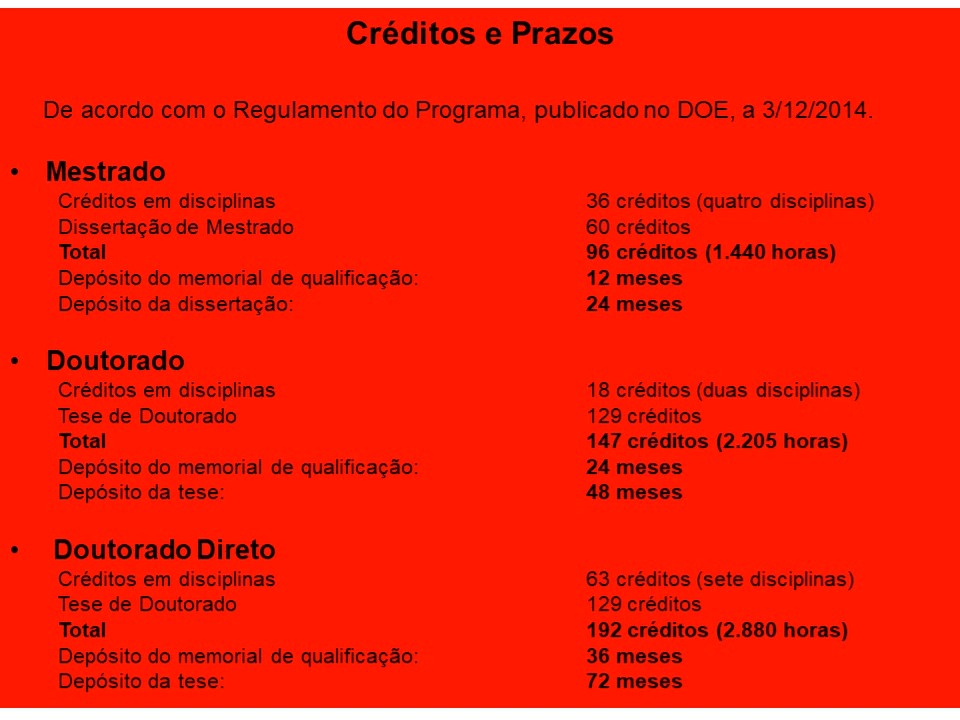 Créditos e Prazos
De acordo com o Regulamento do Programa, publicado no DOE, a 3/12/2014.
• Mestrado
Créditos em disciplinas 36 créditos (quatro disciplinas)
Dissertação de Mestrado 60 créditos
Total 96 créditos (1.440 horas)
Depósito do memorial de qualificação: 12 meses
Depósito da dissertação: 24 meses
• Doutorado
Créditos em disciplinas 18 créditos (duas disciplinas)
Tese de Doutorado 129 créditos
Total 147 créditos (2.205 horas)
Depósito do memorial de qualificação: 24 meses
Depósito da tese: 48 meses
• Doutorado Direto
Créditos em disciplinas 63 créditos (sete disciplinas)
Tese de Doutorado 129 créditos
Total 192 créditos (2.880 horas)
Depósito do memorial de qualificação: 36 meses
Depósito da tese: 72 meses